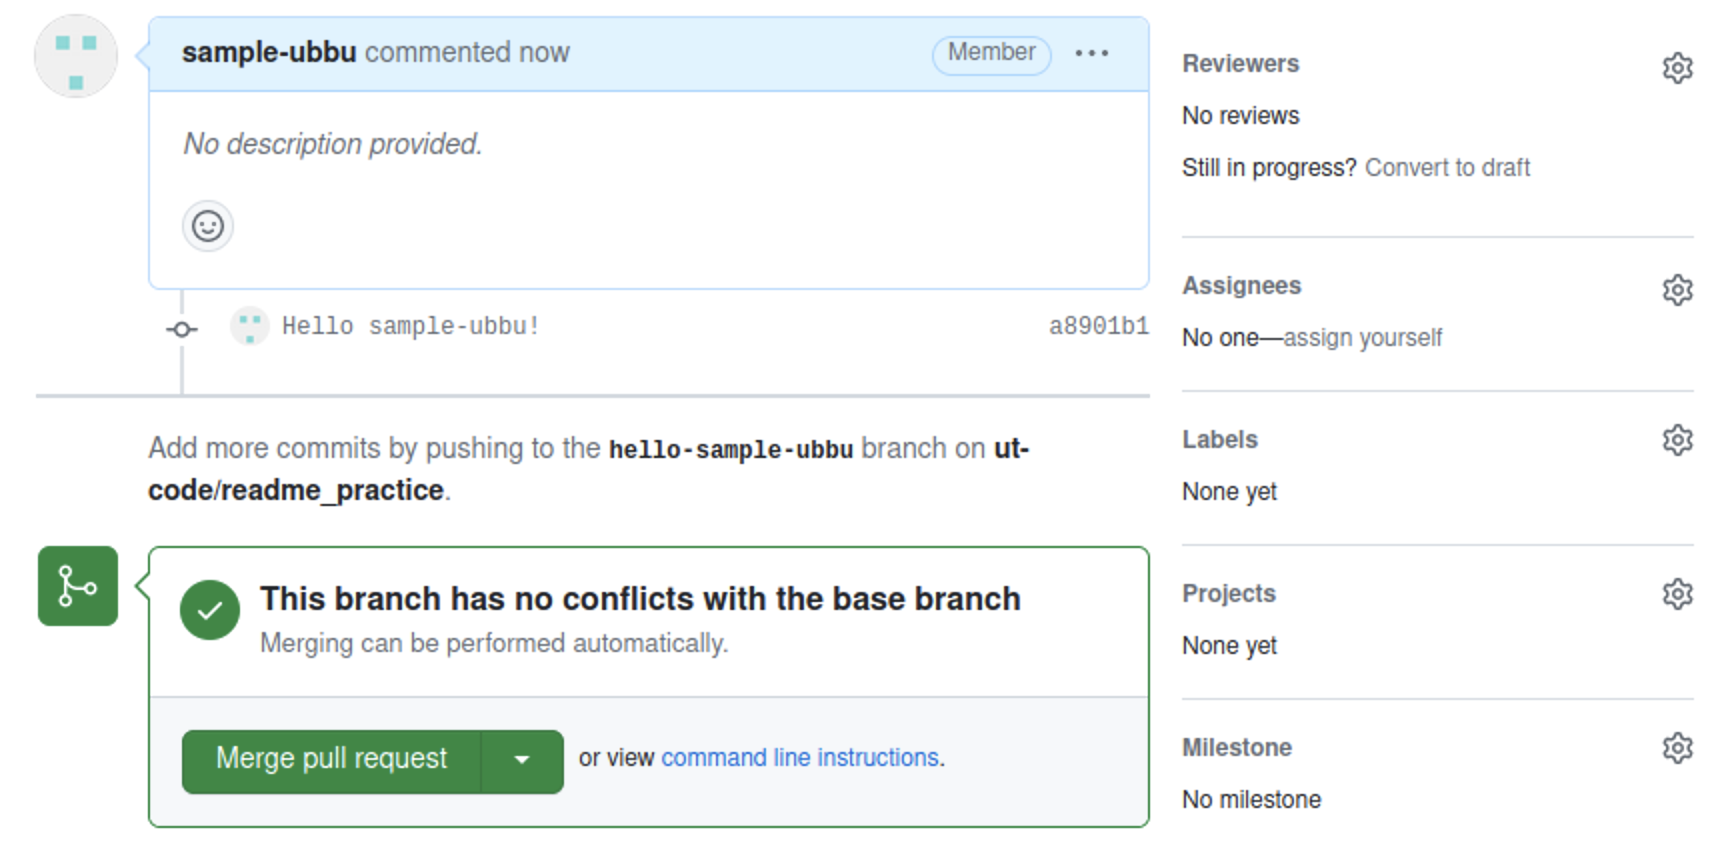 sample-ubbu commented now
Member
No description provided.
Hello sample-ubbu!
a8901b1
Add more commits by pushing to the hello-sample-ubbu branch on ut-
code/readme_practice.
This branch has no conflicts with the base branch
Merging can be performed automatically.
Merge pull request
or view command line instructions.
Reviewers
No reviews
Still in progress? Convert to draft
Assignees
No one—assign yourself
Labels
None yet
Projects
None yet
Milestone
No milestone